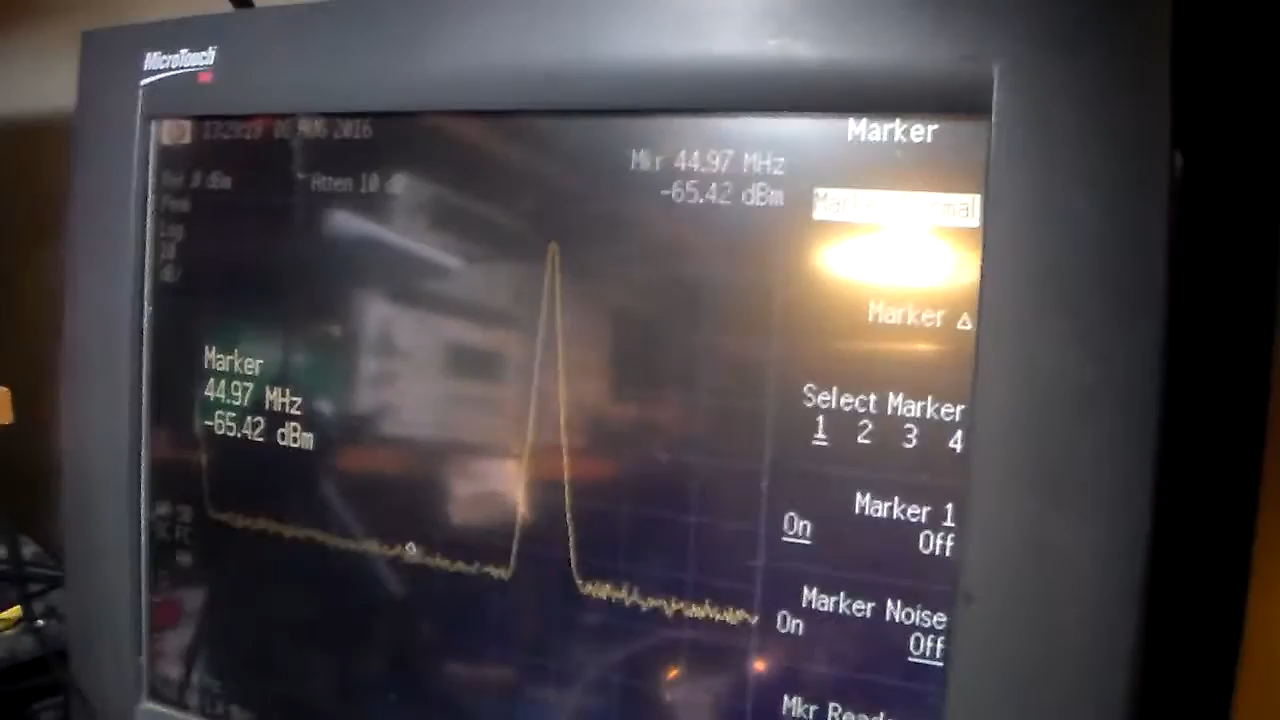 MicroTouch
2016
Marker
Mkr 44.97 MHz
-65.42 dBm
Atten 10
Marker △
Marker
44.97 MHz
-65.42 dBm
Select Marker
1 2 3 4
Marker 1
On Off
Marker Noise
On Off
Mkr